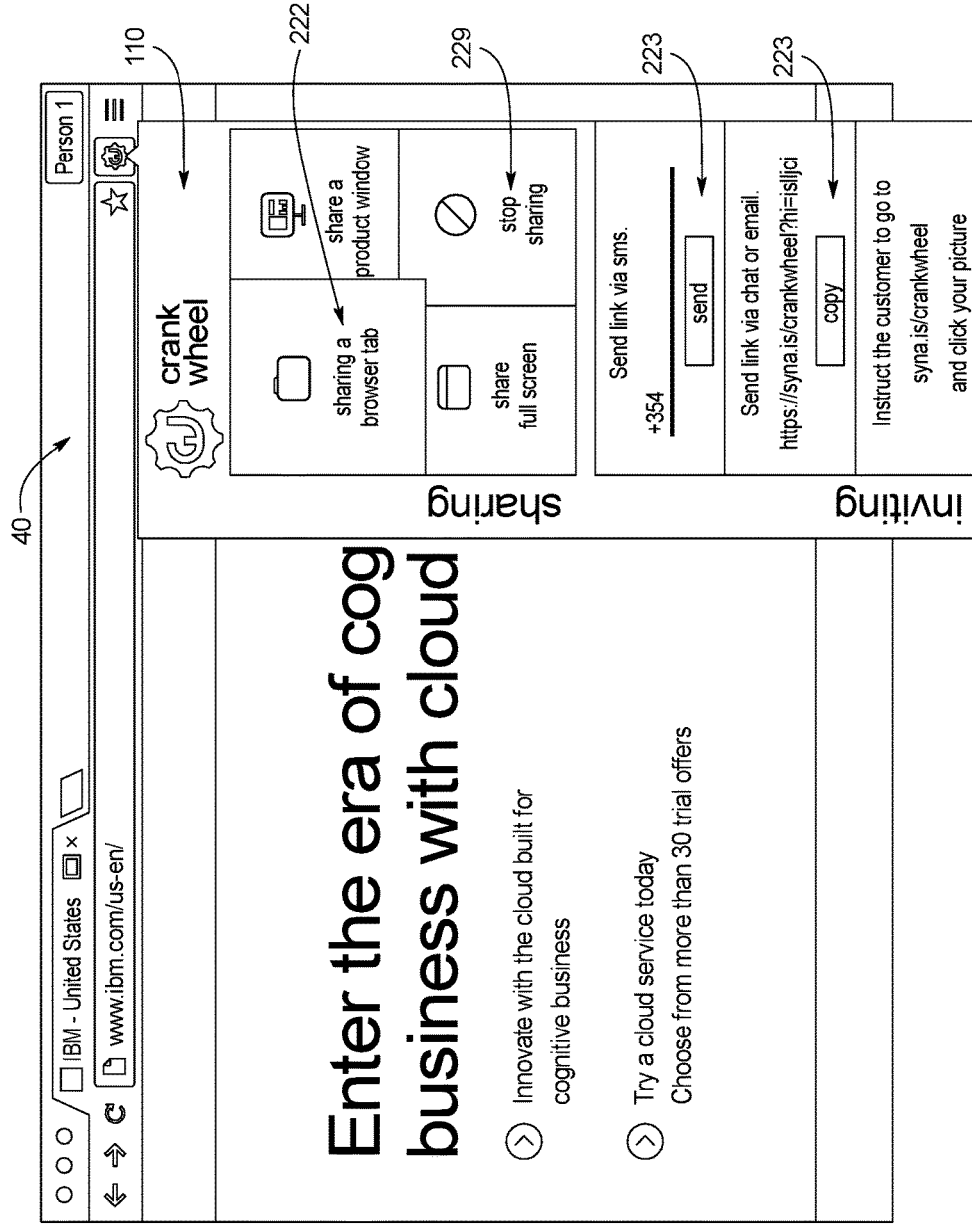 40
110
222
229
223
223
IBM - United States
Person 1
www.ibm.com/us-en/
Enter the era of cog
business with cloud
Innovate with the cloud built for
cognitive business
Try a cloud service today
Choose from more than 30 trial offers
crank
wheel
sharing
sharing a
browser tab
share a
product window
share
full screen
stop
sharing
inviting
Send link via sms.
+354
send
Send link via chat or email.
https://syna.is/crankwheel?hi=islljci
copy
Instruct the customer to go to
syna.is/crankwheel
and click your picture